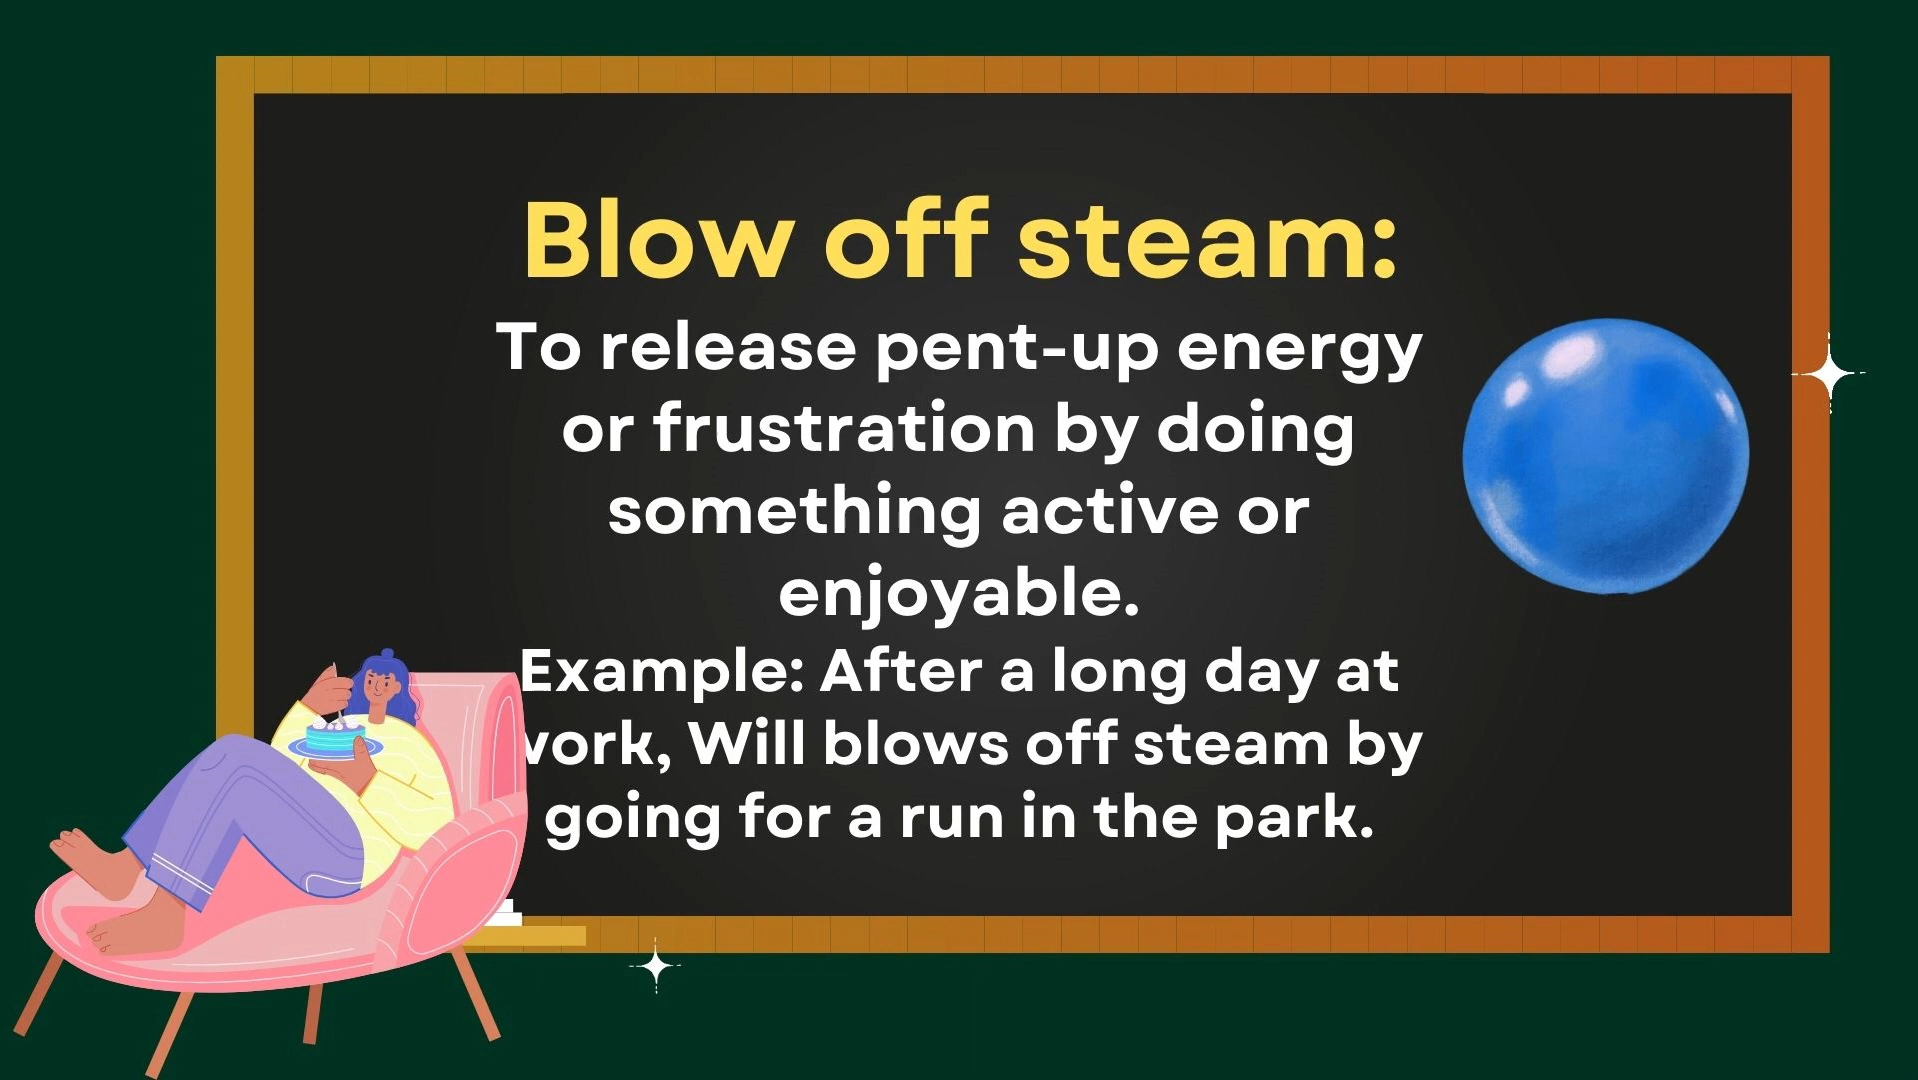 Blow off steam:
To release pent-up energy
or frustration by doing
something active or
enjoyable.
Example: After a long day at
work, Will blows off steam by
going for a run in the park.